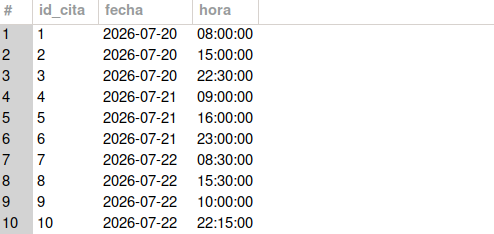 # id_cita fecha hora
1 1 2026-07-20 08:00:00
2 2 2026-07-20 15:00:00
3 3 2026-07-20 22:30:00
4 4 2026-07-21 09:00:00
5 5 2026-07-21 16:00:00
6 6 2026-07-21 23:00:00
7 7 2026-07-22 08:30:00
8 8 2026-07-22 15:30:00
9 9 2026-07-22 10:00:00
10 10 2026-07-22 22:15:00